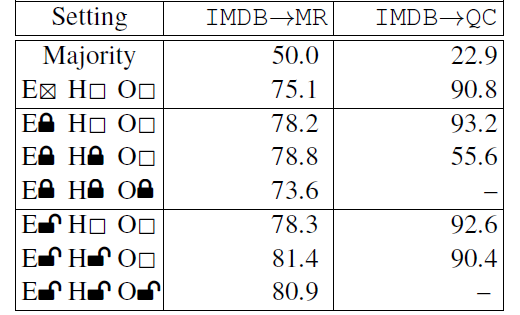 Setting IMDB→MR IMDB→QC
Majority 50.0 22.9
E⊠ H□ O□ 75.1 90.8
E🔒 H□ O□ 78.2 93.2
E🔒 H🔒 O□ 78.8 55.6
E🔒 H🔒 O🔒 73.6 –
E🔓 H□ O□ 78.3 92.6
E🔓 H🔓 O□ 81.4 90.4
E🔓 H🔓 O🔓 80.9 –